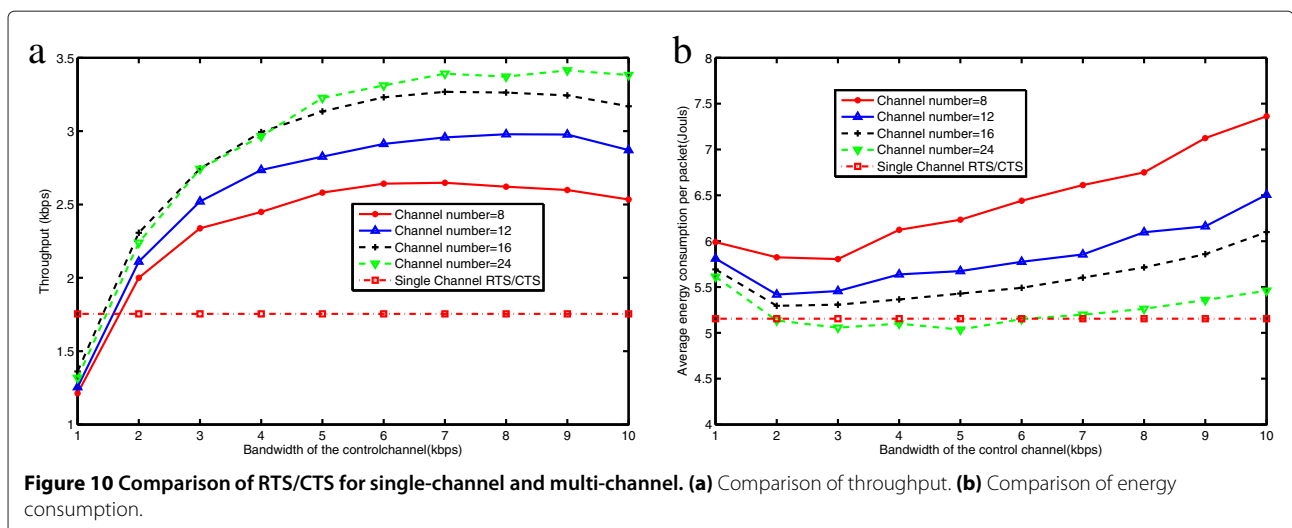 a
3.5
3
2.5
2
1.5
1
Throughput (kbps)
Channel number=8
Channel number=12
Channel number=16
Channel number=24
Single Channel RTS/CTS
1 2 3 4 5 6 7 8 9 10
Bandwidth of the controlchannel(kbps)
b
8
7.5
7
6.5
6
5.5
5
4.5
4
Average energy consumption per packet(Jouls)
Channel number=8
Channel number=12
Channel number=16
Channel number=24
Single Channel RTS/CTS
1 2 3 4 5 6 7 8 9 10
Bandwidth of the control channel(kbps)
Figure 10 Comparison of RTS/CTS for single-channel and multi-channel. (a) Comparison of throughput. (b) Comparison of energy
consumption.